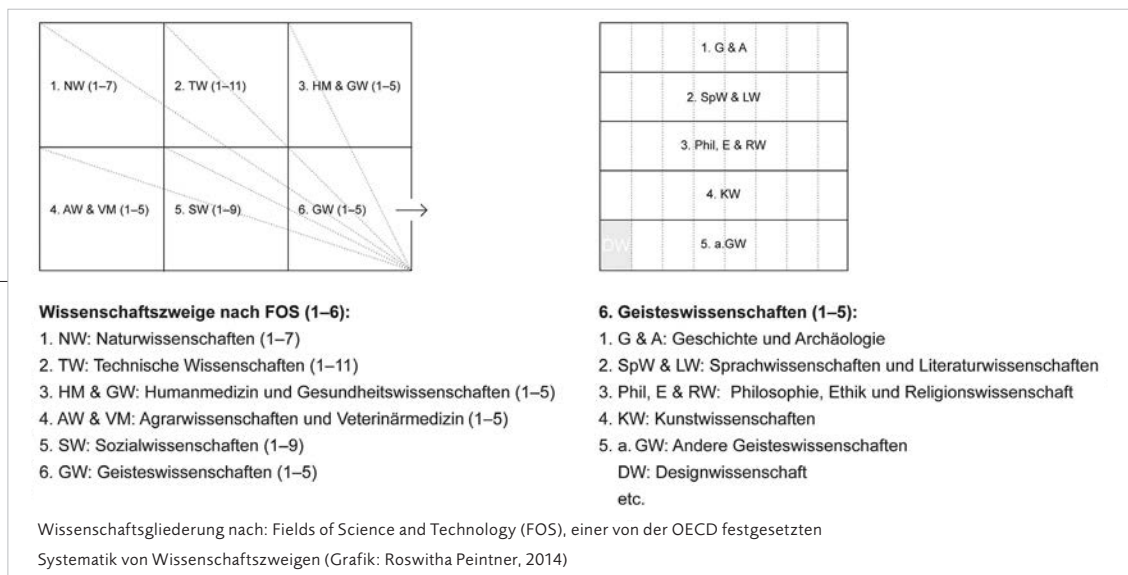 1. NW (1–7)
2. TW (1–11)
3. HM & GW (1–5)
4. AW & VM (1–5)
5. SW (1–9)
6. GW (1–5)
1. G & A
2. SpW & LW
3. Phil, E & RW
4. KW
DW
5. a.GW
Wissenschaftszweige nach FOS (1–6):
1. NW: Naturwissenschaften (1–7)
2. TW: Technische Wissenschaften (1–11)
3. HM & GW: Humanmedizin und Gesundheitswissenschaften (1–5)
4. AW & VM: Agrarwissenschaften und Veterinärmedizin (1–5)
5. SW: Sozialwissenschaften (1–9)
6. GW: Geisteswissenschaften (1–5)
6. Geisteswissenschaften (1–5):
1. G & A: Geschichte und Archäologie
2. SpW & LW: Sprachwissenschaften und Literaturwissenschaften
3. Phil, E & RW: Philosophie, Ethik und Religionswissenschaft
4. KW: Kunstwissenschaften
5. a. GW: Andere Geisteswissenschaften
DW: Designwissenschaft
etc.
Wissenschaftsgliederung nach: Fields of Science and Technology (FOS), einer von der OECD festgesetzten
Systematik von Wissenschaftszweigen (Grafik: Roswitha Peintner, 2014)